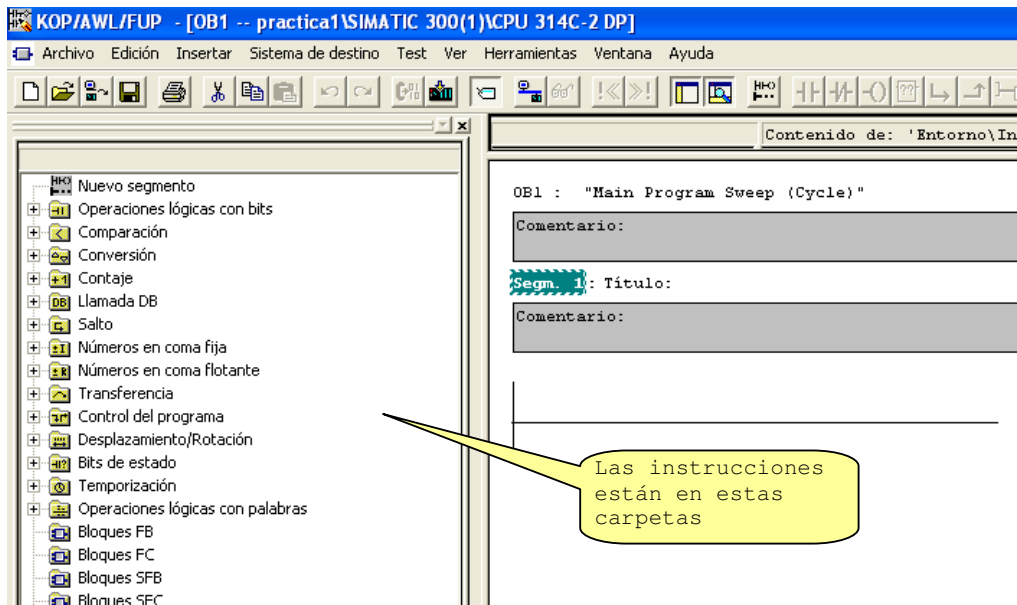 KOP/AWL/FUP - [OB1 -- practica1\SIMATIC 300(1)\CPU 314C-2 DP]
Archivo Edición Insertar Sistema de destino Test Ver Herramientas Ventana Ayuda
Contenido de: 'Entorno\In
Nuevo segmento
Operaciones lógicas con bits
Comparación
Conversión
Contaje
Llamada DB
Salto
Números en coma fija
Números en coma flotante
Transferencia
Control del programa
Desplazamiento/Rotación
Bits de estado
Temporización
Operaciones lógicas con palabras
Bloques FB
Bloques FC
Bloques SFB
Bloques SFC
OB1 : "Main Program Sweep (Cycle)"
Comentario:
Segm. 1: Título:
Comentario:
Las instrucciones
están en estas
carpetas